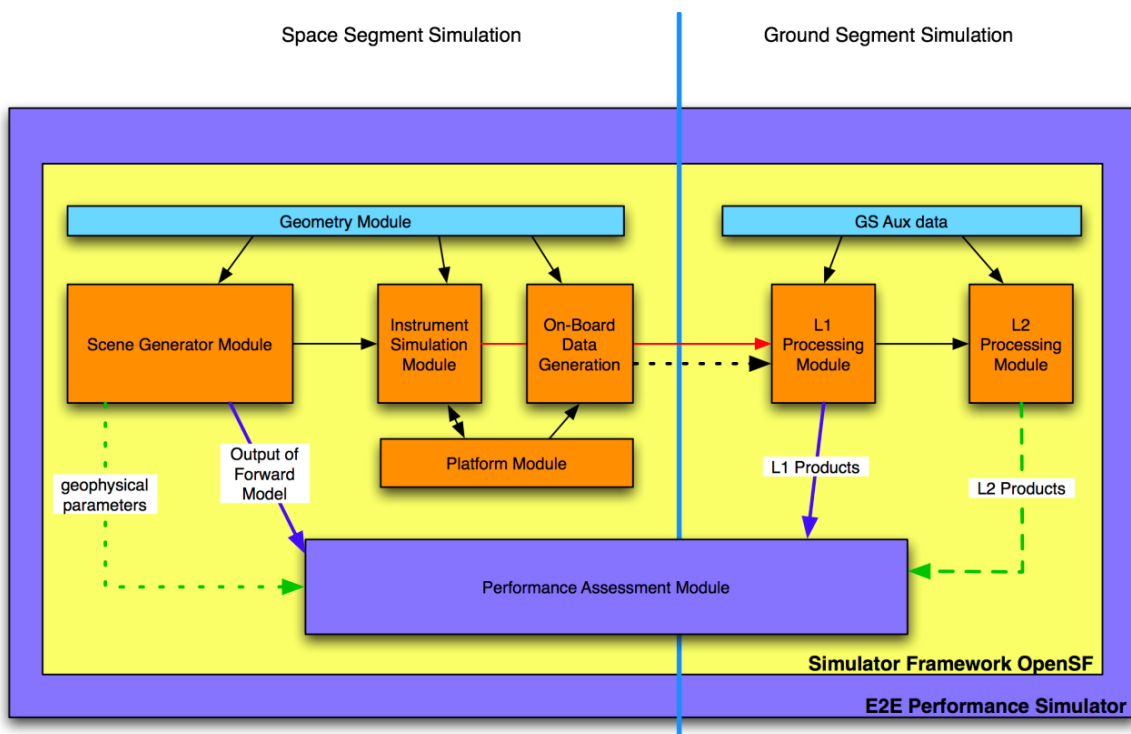 Space Segment Simulation
Ground Segment Simulation
Geometry Module
GS Aux data
Scene Generator Module
Instrument
Simulation
Module
On-Board
Data
Generation
L1
Processing
Module
L2
Processing
Module
Platform Module
Output of
Forward
Model
geophysical
parameters
L1 Products
L2 Products
Performance Assessment Module
Simulator Framework OpenSF
E2E Performance Simulator